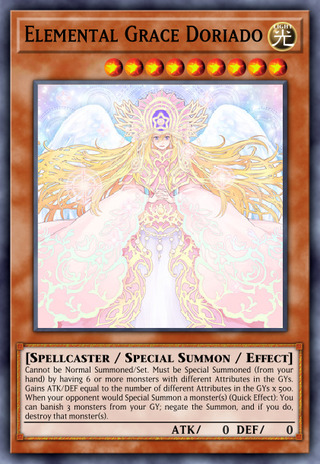 Elemental Grace Doriado
LIGHT
光
[Spellcaster / Special Summon / Effect]
Cannot be Normal Summoned/Set. Must be Special Summoned (from your
hand) by having 6 or more monsters with different Attributes in the GYs.
Gains ATK/DEF equal to the number of different Attributes in the GYs x 500.
When your opponent would Special Summon a monster(s) (Quick Effect): You
can banish 3 monsters from your GY; negate the Summon, and if you do,
destroy that monster(s).
ATK/ 0 DEF/ 0